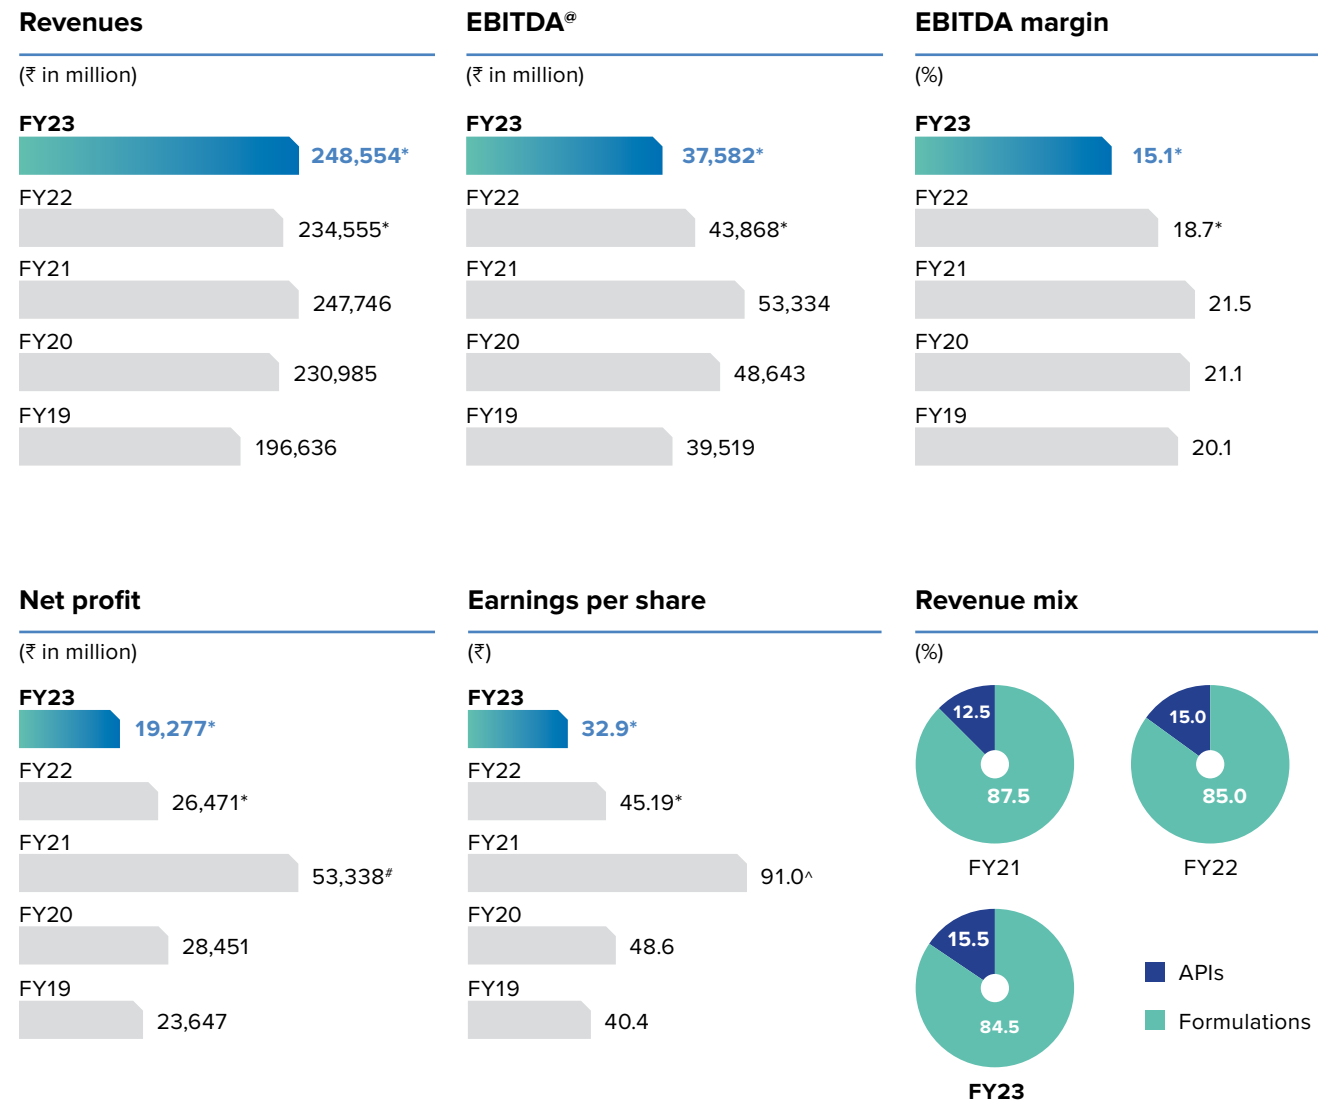 Revenues
(₹ in million)
FY23
248,554*
FY22
234,555*
FY21
247,746
FY20
230,985
FY19
196,636
EBITDA@
(₹ in million)
FY23
37,582*
FY22
43,868*
FY21
53,334
FY20
48,643
FY19
39,519
EBITDA margin
(%)
FY23
15.1*
FY22
18.7*
FY21
21.5
FY20
21.1
FY19
20.1
Net profit
(₹ in million)
FY23
19,277*
FY22
26,471*
FY21
53,338#
FY20
28,451
FY19
23,647
Earnings per share
(₹)
FY23
32.9*
FY22
45.19*
FY21
91.0^
FY20
48.6
FY19
40.4
Revenue mix
(%)
12.5
87.5
FY21
15.0
85.0
FY22
15.5
84.5
FY23
APIs
Formulations